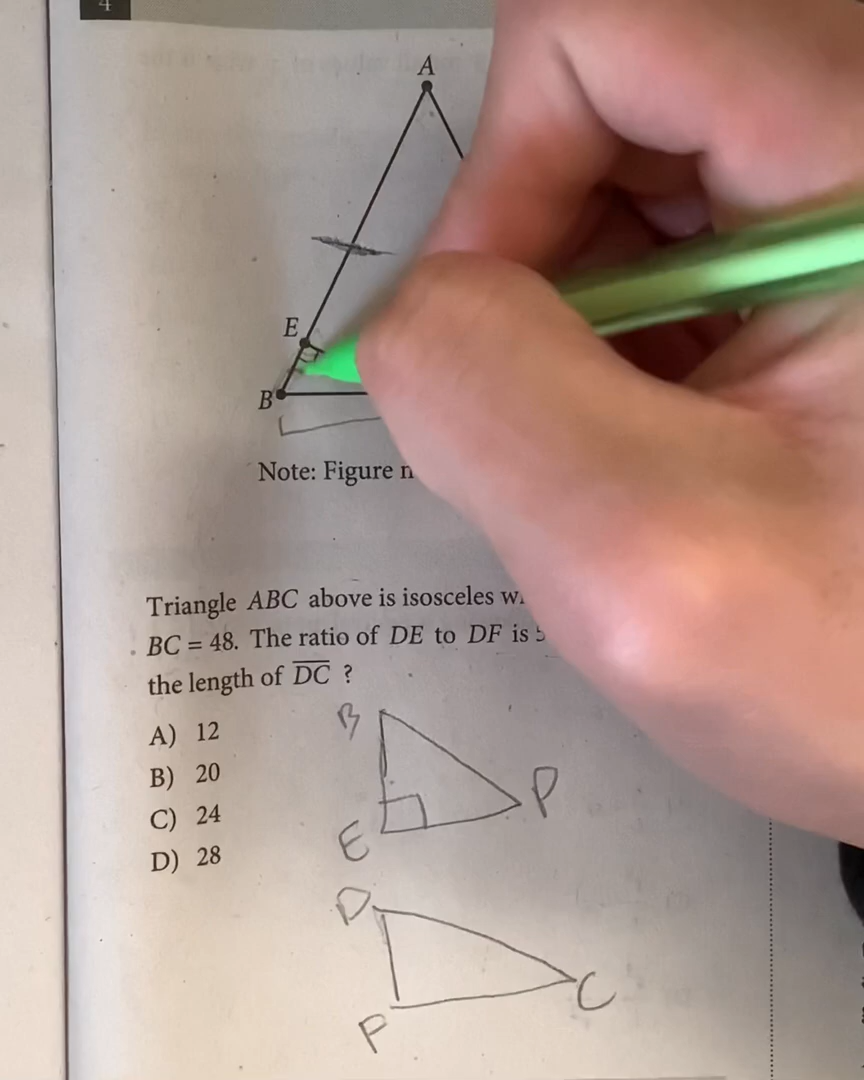 4
A
E
B
Note: Figure
Triangle ABC above is isosceles
BC = 48. The ratio of DE to DF is
the length of DC ?
A) 12
B) 20
C) 24
D) 28
B
E
D
D
C
F